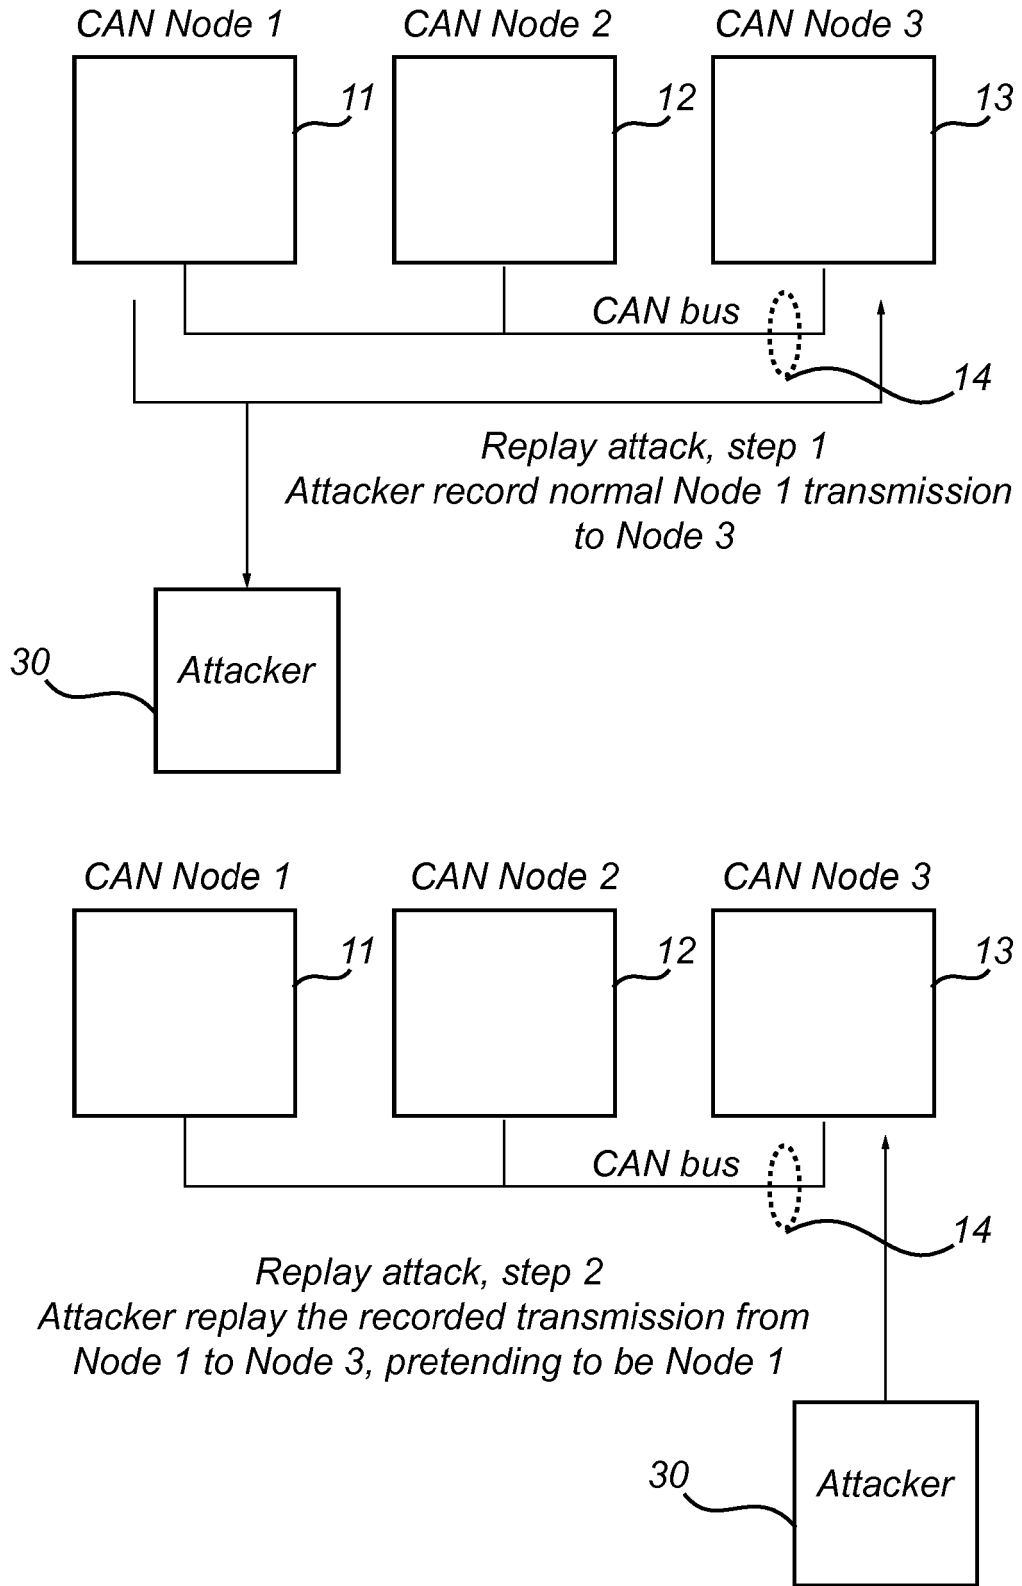 CAN Node 1 CAN Node 2 CAN Node 3
11 12 13
CAN bus
14
Replay attack, step 1
Attacker record normal Node 1 transmission
to Node 3
30
Attacker
CAN Node 1 CAN Node 2 CAN Node 3
11 12 13
CAN bus
14
Replay attack, step 2
Attacker replay the recorded transmission from
Node 1 to Node 3, pretending to be Node 1
30
Attacker